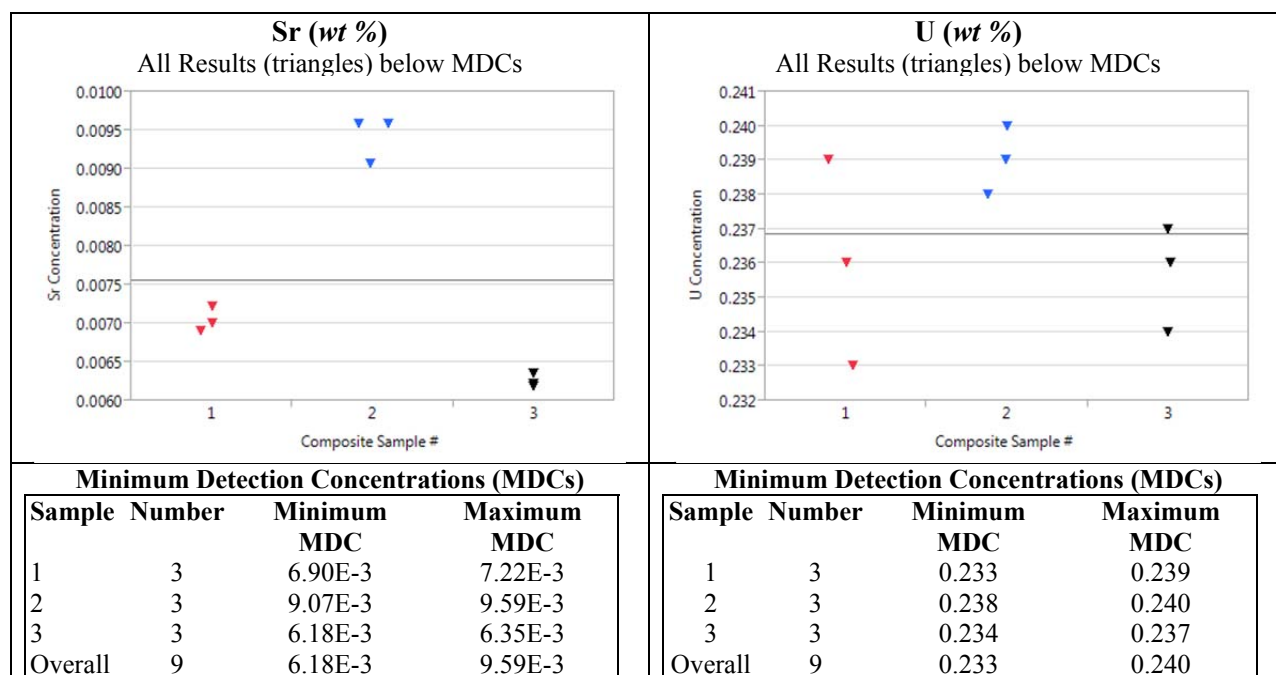 Sr (wt %)
All Results (triangles) below MDCs
0.0100
0.0095
0.0090
0.0085
0.0080
0.0075
0.0070
0.0065
0.0060
Sr Concentration
1 2 3
Composite Sample #
U (wt %)
All Results (triangles) below MDCs
0.241
0.240
0.239
0.238
0.237
0.236
0.235
0.234
0.233
0.232
U Concentration
1 2 3
Composite Sample #
Minimum Detection Concentrations (MDCs)
Sample Number Minimum Maximum
MDC MDC
1 3 6.90E-3 7.22E-3
2 3 9.07E-3 9.59E-3
3 3 6.18E-3 6.35E-3
Overall 9 6.18E-3 9.59E-3
Minimum Detection Concentrations (MDCs)
Sample Number Minimum Maximum
MDC MDC
1 3 0.233 0.239
2 3 0.238 0.240
3 3 0.234 0.237
Overall 9 0.233 0.240